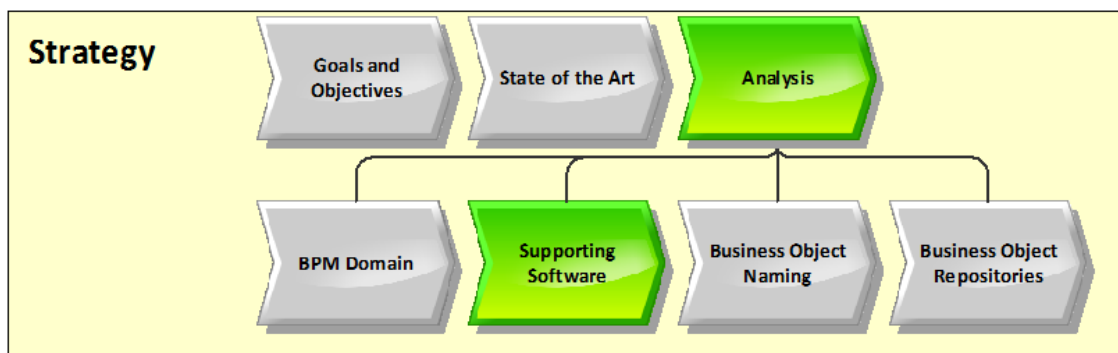 Strategy
Goals and
Objectives
State of the Art
Analysis
BPM Domain
Supporting
Software
Business Object
Naming
Business Object
Repositories